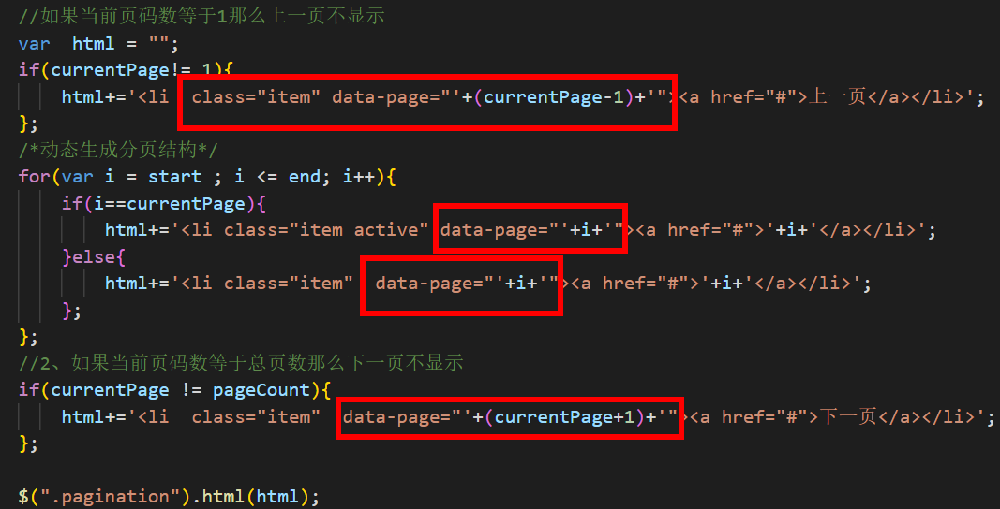 //如果当前页码数等于1那么上一页不显示
var  html = "";
if(currentPage!= 1){
    html+='<li  class="item" data-page="'+(currentPage-1)+'"><a href="#">上一页</a></li>';
};
/*动态生成分页结构*/
for(var i = start ; i <= end; i++){
    if(i==currentPage){
        html+='<li class="item active" data-page="'+i+'"><a href="#">'+i+'</a></li>';
    }else{
        html+='<li class="item"  data-page="'+i+'"><a href="#">'+i+'</a></li>';
    };
};
//2、如果当前页码数等于总页数那么下一页不显示
if(currentPage != pageCount){
    html+='<li  class="item"  data-page="'+(currentPage+1)+'"><a href="#">下一页</a></li>';
};
$(".pagination").html(html);